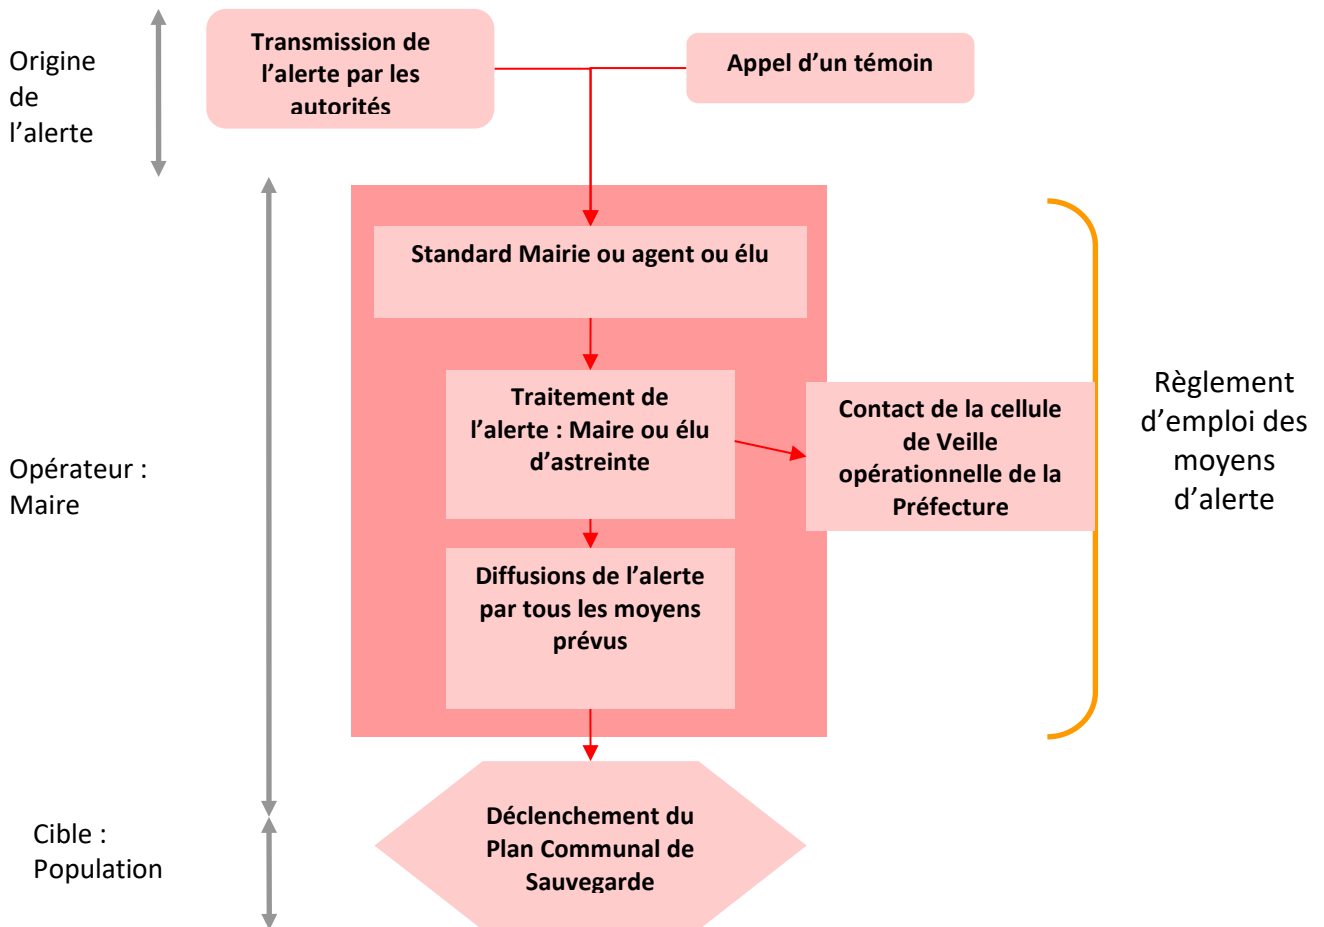 Origine
de
l’alerte
Transmission de
l’alerte par les
autorités
Appel d’un témoin
Standard Mairie ou agent ou élu
Traitement de
l’alerte : Maire ou élu
d’astreinte
Contact de la cellule
de Veille
opérationnelle de la
Préfecture
Règlement
d’emploi des
moyens
d’alerte
Opérateur :
Maire
Diffusions de l’alerte
par tous les moyens
prévus
Cible :
Population
Déclenchement du
Plan Communal de
Sauvegarde